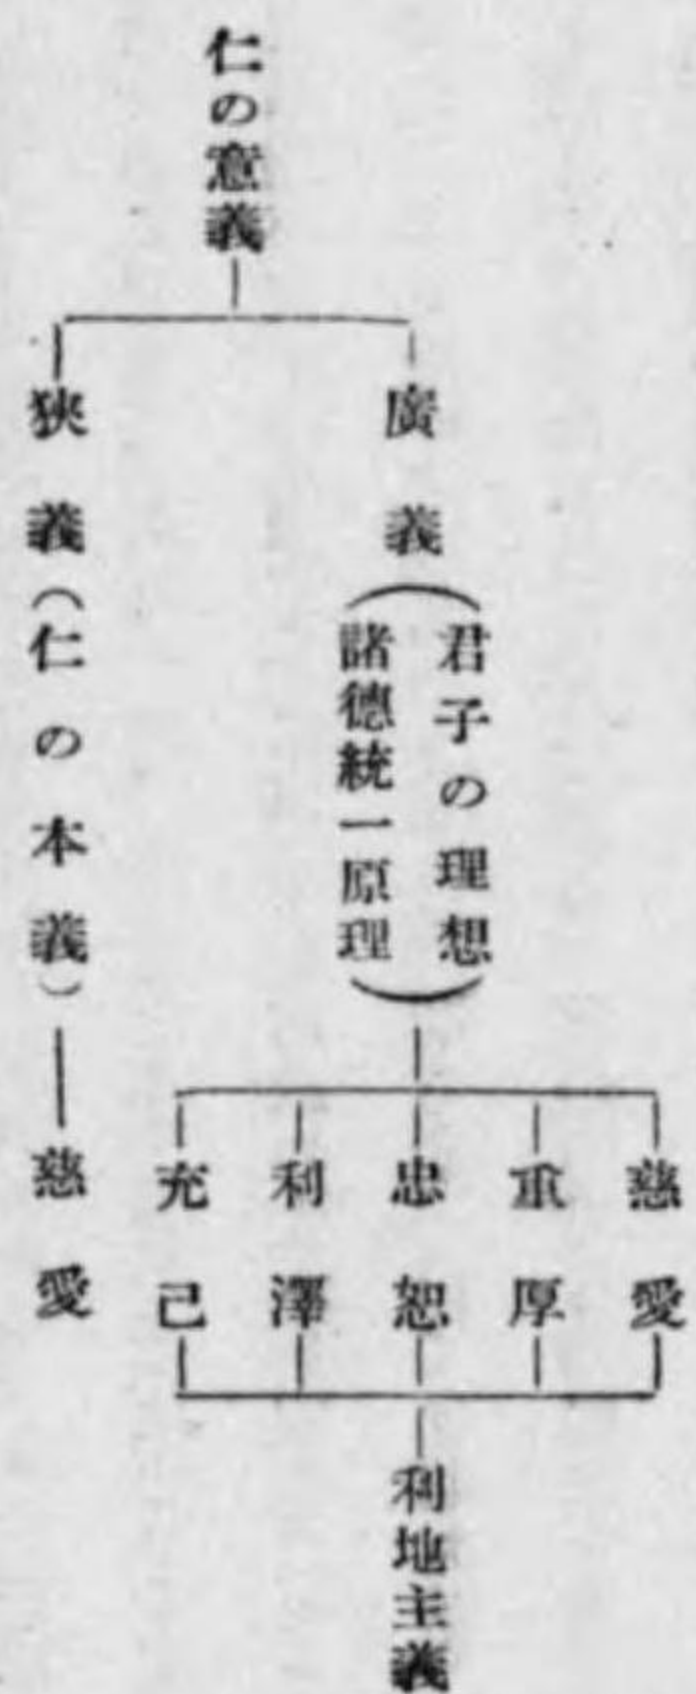 仁の意義
廣義
君子の理想
諸德統一原理
慈愛
重厚
忠恕
利澤
充己
利地主義
狹義(仁の本義)
慈愛